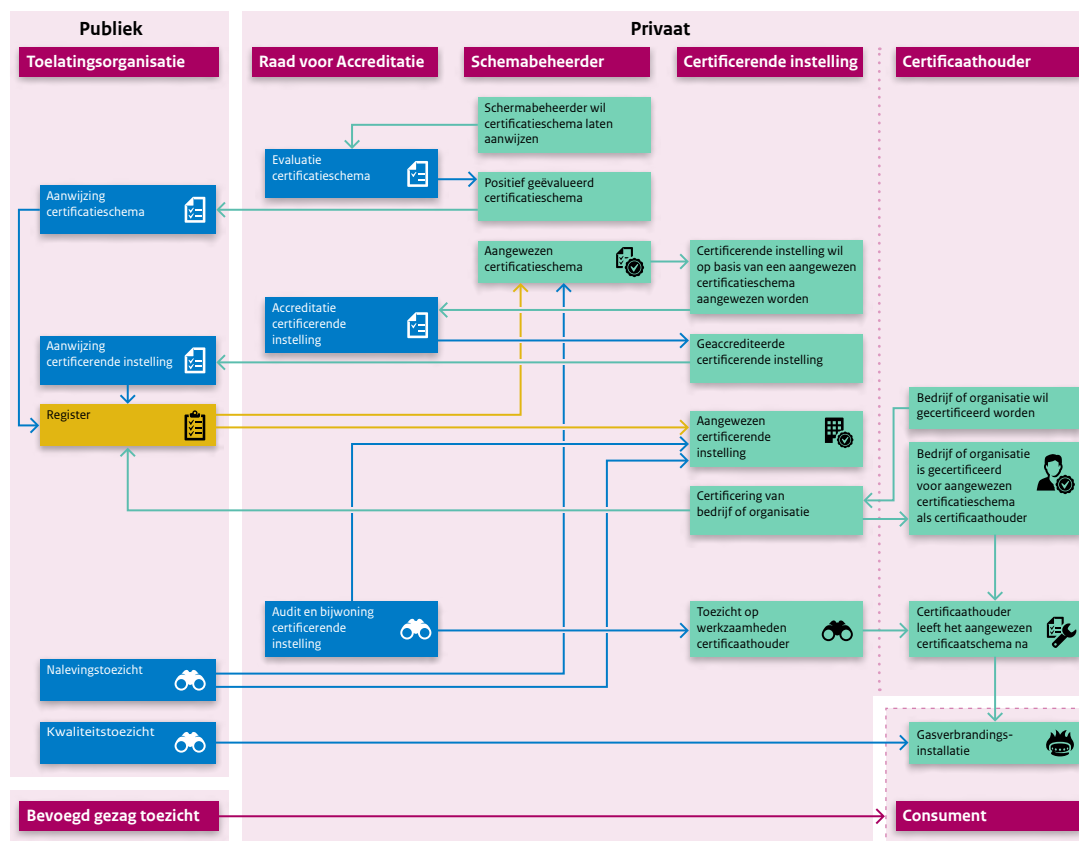 Publiek
Privaat
Toelatingsorganisatie
Raad voor Accreditatie
Schemabeheerder
Certificerende instelling
Certificaathouder
Schermabeheerder wil
certificatieschema laten
aanwijzen
Evaluatie
certificatieschema
Positief geëvalueerd
certificatieschema
Aanwijzing
certificatieschema
Aangewezen
certificatieschema
Certificerende instelling wil
op basis van een aangewezen
certificatieschema
aangewezen worden
Accreditatie
certificerende
instelling
Aanwijzing
certificerende instelling
Geaccrediteerde
certificerende instelling
Register
Aangewezen
certificerende
instelling
Bedrijf of organisatie wil
gecertificeerd worden
Bedrijf of organisatie
is gecertificeerd
voor aangewezen
certificatieschema
als certificaathouder
Certificering van
bedrijf of organisatie
Audit en bijwoning
certificerende
instelling
Toezicht op
werkzaamheden
certificaathouder
Certificaathouder
leeft het aangewezen
certificaatschema na
Nalevingstoezicht
Kwaliteitstoezicht
Gasverbrandings-
installatie
Bevoegd gezag toezicht
Consument